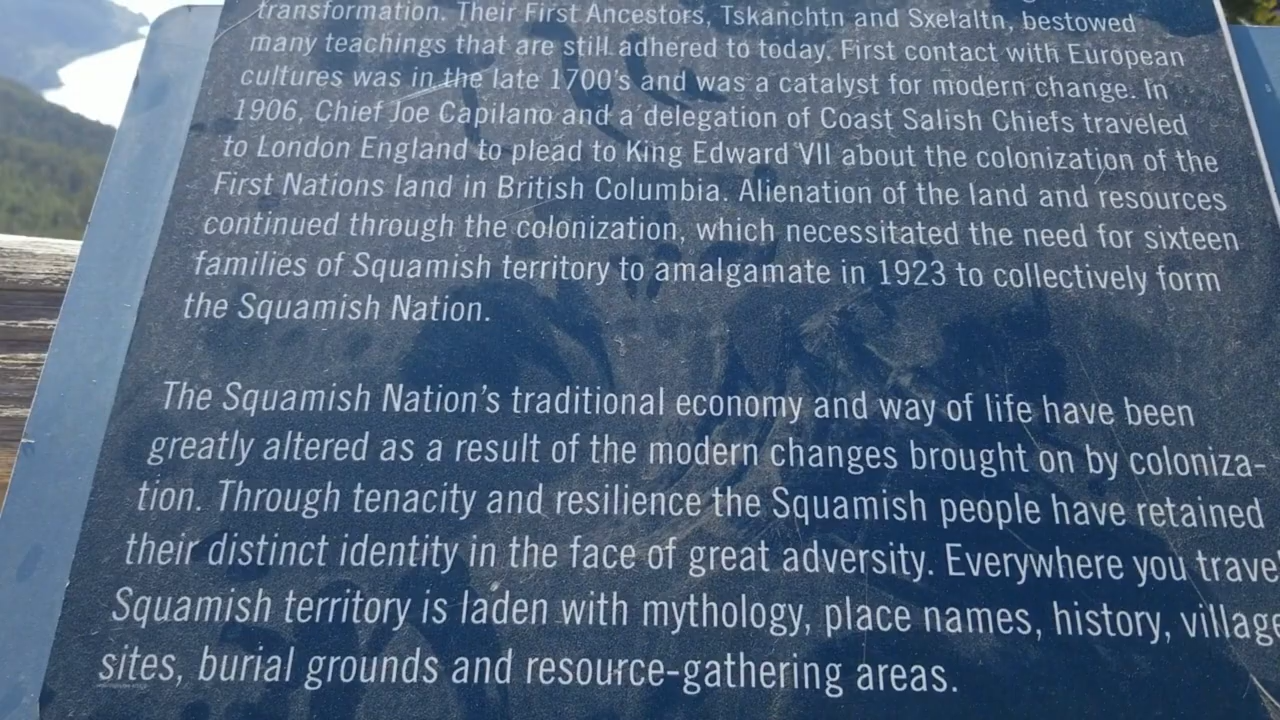 transformation. Their First Ancestors, Tskánchtn and Sxelaltn, bestowed
many teachings that are still adhered to today. First contact with European
cultures was in the late 1700's and was a catalyst for modern change. In
1906, Chief Joe Capilano and a delegation of Coast Salish Chiefs traveled
to London England to plead to King Edward VII about the colonization of the
First Nations land in British Columbia. Alienation of the land and resources
continued through the colonization, which necessitated the need for sixteen
families of Squamish territory to amalgamate in 1923 to collectively form
the Squamish Nation.
The Squamish Nation's traditional economy and way of life have been
greatly altered as a result of the modern changes brought on by coloniza-
tion. Through tenacity and resilience the Squamish people have retained
their distinct identity in the face of great adversity. Everywhere you trave
Squamish territory is laden with mythology, place names, history, village
sites, burial grounds and resource-gathering areas.